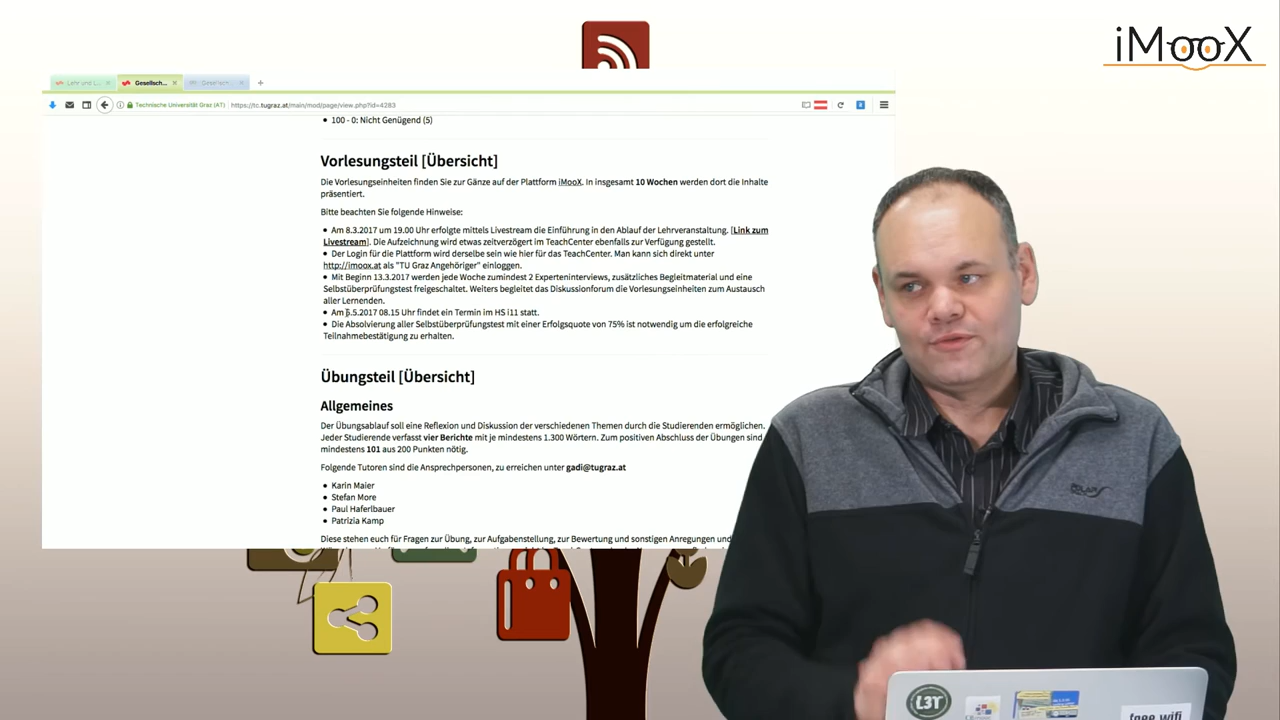 iMooX
Lehr und L...
Gesellsch...
Gesellsch...
Technische Universität Graz (AT)
https://tc.tugraz.at/main/mod/page/view.php?id=4283
100 - 0: Nicht Genügend (5)
Vorlesungsteil [Übersicht]
Die Vorlesungseinheiten finden Sie zur Gänze auf der Plattform iMooX. In insgesamt 10 Wochen werden dort die Inhalte
präsentiert.
Bitte beachten Sie folgende Hinweise:
Am 8.3.2017 um 19.00 Uhr erfolgte mittels Livestream die Einführung in den Ablauf der Lehrveranstaltung. [Link zum
Livestream]. Die Aufzeichnung wird etwas zeitverzögert im TeachCenter ebenfalls zur Verfügung gestellt.
Der Login für die Plattform wird derselbe sein wie hier für das TeachCenter. Man kann sich direkt unter
http://imoox.at als "TU Graz Angehöriger" einloggen.
Mit Beginn 13.3.2017 werden jede Woche zumindest 2 Experteninterviews, zusätzliches Begleitmaterial und eine
Selbstüberprüfungstest freigeschaltet. Weiters begleitet das Diskussionforum die Vorlesungseinheiten zum Austausch
aller Lernenden.
Am 5.5.2017 08.15 Uhr findet ein Termin im HS i11 statt.
Die Absolvierung aller Selbstüberprüfungstest mit einer Erfolgsquote von 75% ist notwendig um die erfolgreiche
Teilnahmebestätigung zu erhalten.
Übungsteil [Übersicht]
Allgemeines
Der Übungsablauf soll eine Reflexion und Diskussion der verschiedenen Themen durch die Studierenden ermöglichen.
Jeder Studierende verfasst vier Berichte mit je mindestens 1.300 Wörtern. Zum positiven Abschluss der Übungen sind
mindestens 101 aus 200 Punkten nötig.
Folgende Tutoren sind die Ansprechpersonen, zu erreichen unter gadi@tugraz.at
Karin Maier
Stefan More
Paul Haferlbauer
Patrizia Kamp
Diese stehen euch für Fragen zur Übung, zur Aufgabenstellung, zur Bewertung und sonstigen Anregungen und
L3T
free wifi